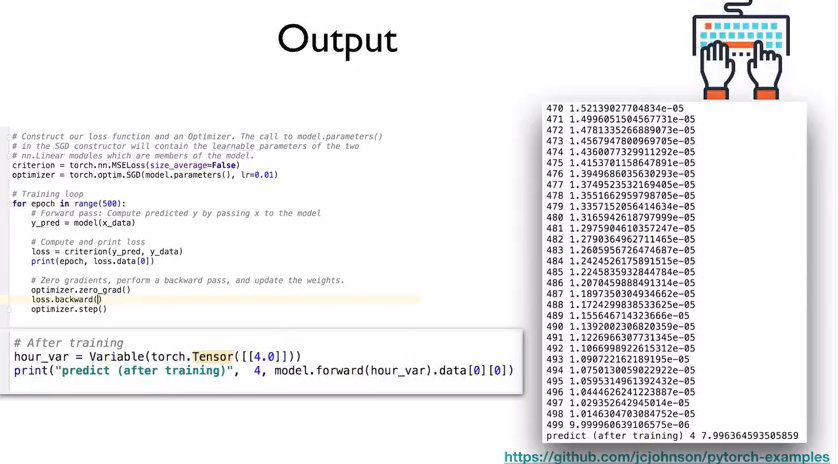 Output
# Construct our loss function and an Optimizer. The call to model.parameters()
# in the SGD constructor will contain the learnable parameters of the two
# nn.Linear modules which are members of the model.
criterion = torch.nn.MSELoss(size_average=False)
optimizer = torch.optim.SGD(model.parameters(), lr=0.01)
# Training loop
for epoch in range(500):
# Forward pass: Compute predicted y by passing x to the model
y_pred = model(x_data)
# Compute and print loss
loss = criterion(y_pred, y_data)
print(epoch, loss.data[0])
# Zero gradients, perform a backward pass, and update the weights.
optimizer.zero_grad()
loss.backward()
optimizer.step()
# After training
hour_var = Variable(torch.Tensor([[4.0]]))
print("predict (after training)", 4, model.forward(hour_var).data[0][0])
470 1.52139027704834e-05
471 1.4996051504567731e-05
472 1.4781335266889073e-05
473 1.4567947800969705e-05
474 1.4360077329911292e-05
475 1.4153701158647891e-05
476 1.3949686035630293e-05
477 1.3749523532169405e-05
478 1.3551662959798705e-05
479 1.3357152056414634e-05
480 1.3165942618797999e-05
481 1.2975904610357247e-05
482 1.2790364962711465e-05
483 1.2605956726474687e-05
484 1.2424526175891515e-05
485 1.2245835932844784e-05
486 1.2070459888491314e-05
487 1.1897350304934662e-05
488 1.1724299838533625e-05
489 1.155646714323666e-05
490 1.1392002306820359e-05
491 1.1226966307731345e-05
492 1.1066998922615312e-05
493 1.090722162189195e-05
494 1.0750130059022922e-05
495 1.0595314961392432e-05
496 1.0444626241223887e-05
497 1.029352642945014e-05
498 1.0146304703084752e-05
499 9.999960639106575e-06
predict (after training) 4 7.996364593505859
https://github.com/jcjohnson/pytorch-examples